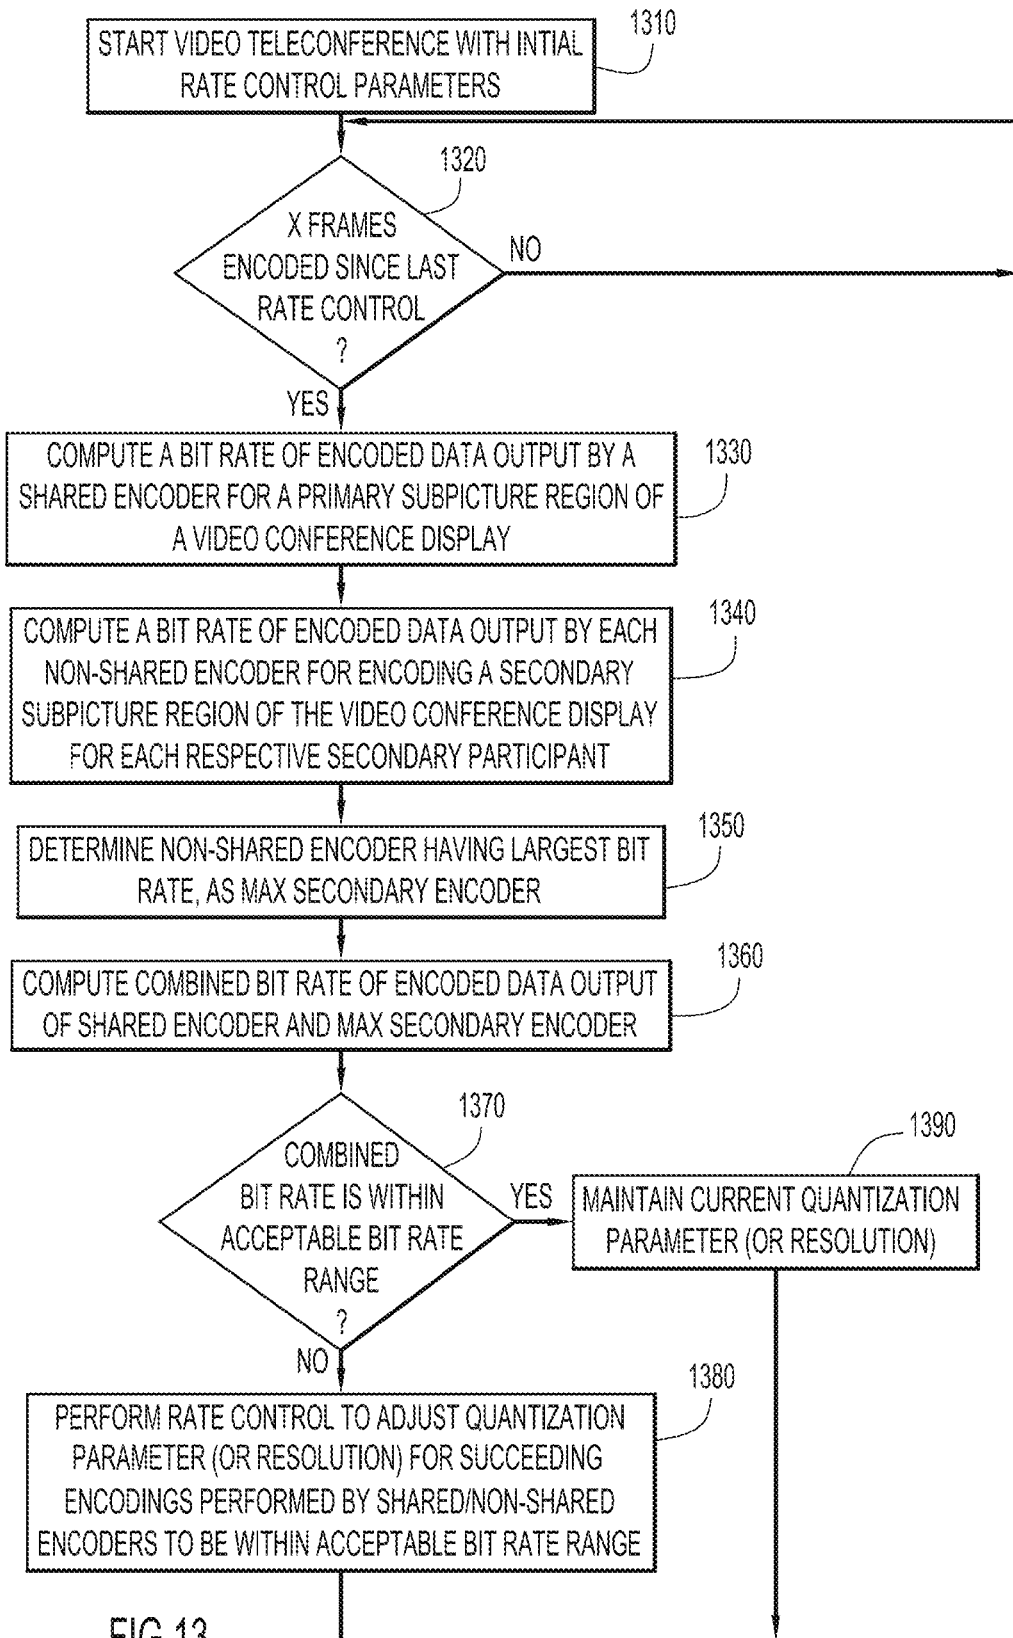 START VIDEO TELECONFERENCE WITH INTIAL
RATE CONTROL PARAMETERS
1310
1320
X FRAMES
ENCODED SINCE LAST
RATE CONTROL
?
NO
YES
COMPUTE A BIT RATE OF ENCODED DATA OUTPUT BY A
SHARED ENCODER FOR A PRIMARY SUBPICTURE REGION OF
A VIDEO CONFERENCE DISPLAY
1330
COMPUTE A BIT RATE OF ENCODED DATA OUTPUT BY EACH
NON-SHARED ENCODER FOR ENCODING A SECONDARY
SUBPICTURE REGION OF THE VIDEO CONFERENCE DISPLAY
FOR EACH RESPECTIVE SECONDARY PARTICIPANT
1340
DETERMINE NON-SHARED ENCODER HAVING LARGEST BIT
RATE, AS MAX SECONDARY ENCODER
1350
COMPUTE COMBINED BIT RATE OF ENCODED DATA OUTPUT
OF SHARED ENCODER AND MAX SECONDARY ENCODER
1360
1370
COMBINED
BIT RATE IS WITHIN
ACCEPTABLE BIT RATE
RANGE
?
YES
1390
MAINTAIN CURRENT QUANTIZATION
PARAMETER (OR RESOLUTION)
NO
1380
PERFORM RATE CONTROL TO ADJUST QUANTIZATION
PARAMETER (OR RESOLUTION) FOR SUCCEEDING
ENCODINGS PERFORMED BY SHARED/NON-SHARED
ENCODERS TO BE WITHIN ACCEPTABLE BIT RATE RANGE
FIG.13